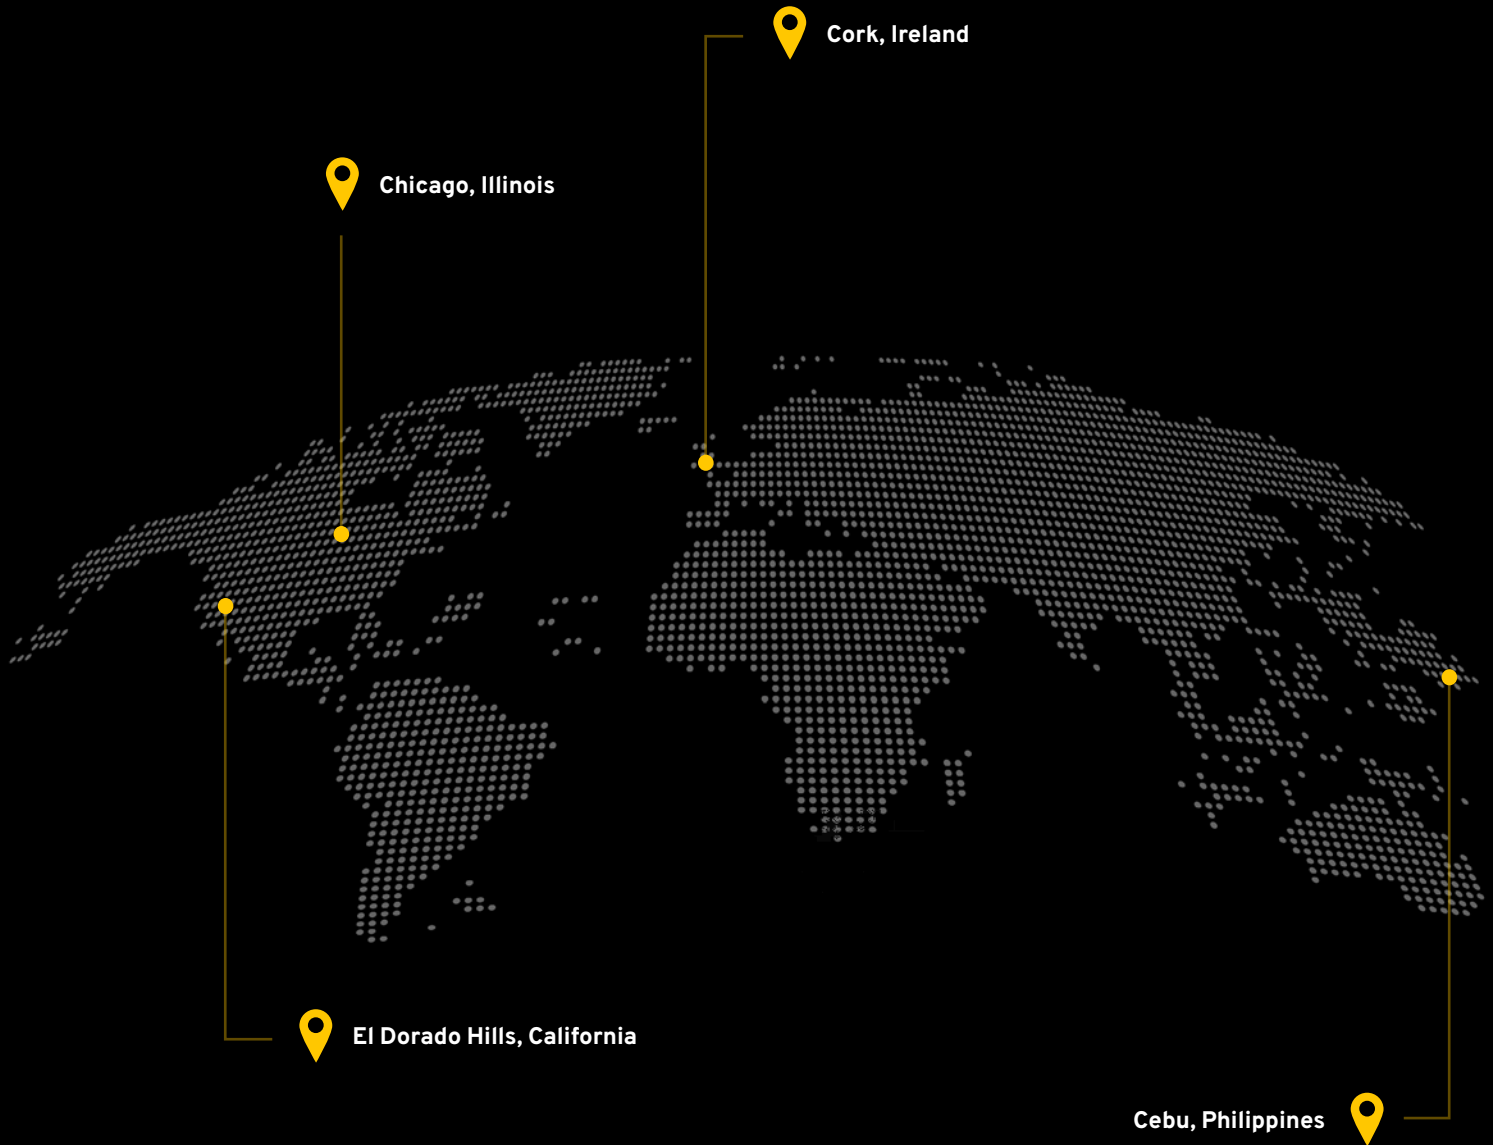 Cork, Ireland
Chicago, Illinois
El Dorado Hills, California
Cebu, Philippines